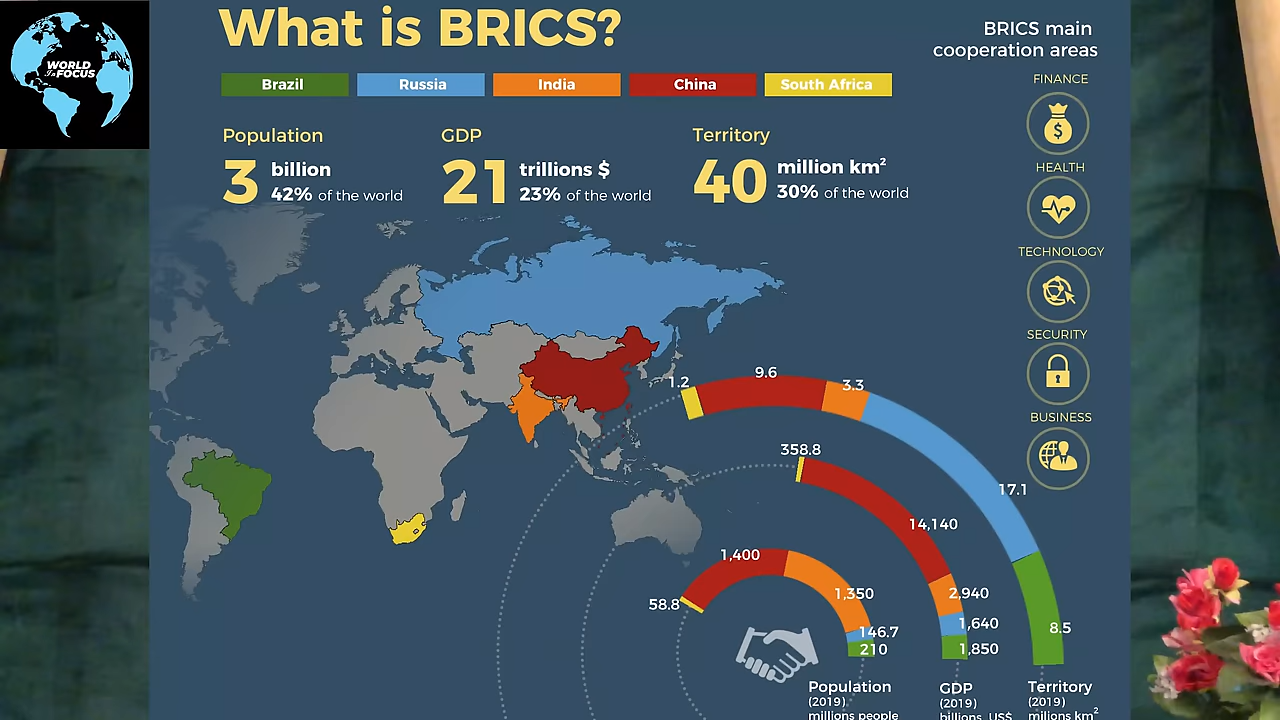 WORLD
In FOCUS
What is BRICS?
Brazil
Russia
India
China
South Africa
Population
3 billion
42% of the world
GDP
21 trillions $
23% of the world
Territory
40 million km²
30% of the world
BRICS main
cooperation areas
FINANCE
$
HEALTH
TECHNOLOGY
SECURITY
BUSINESS
1.2
9.6
3.3
17.1
8.5
358.8
14,140
2,940
1,640
1,850
58.8
1,400
1,350
146.7
210
Population
(2019)
millions people
GDP
(2019)
billions, US$
Territory
(2019)
milions km²